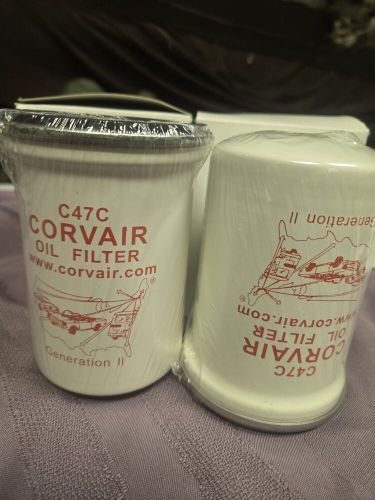 C47C
CORVAIR
OIL FILTER
www.corvair.com
®
Generation II
C47C
CORVAIR
OIL FILTER
www.corvair.com
®
Generation II